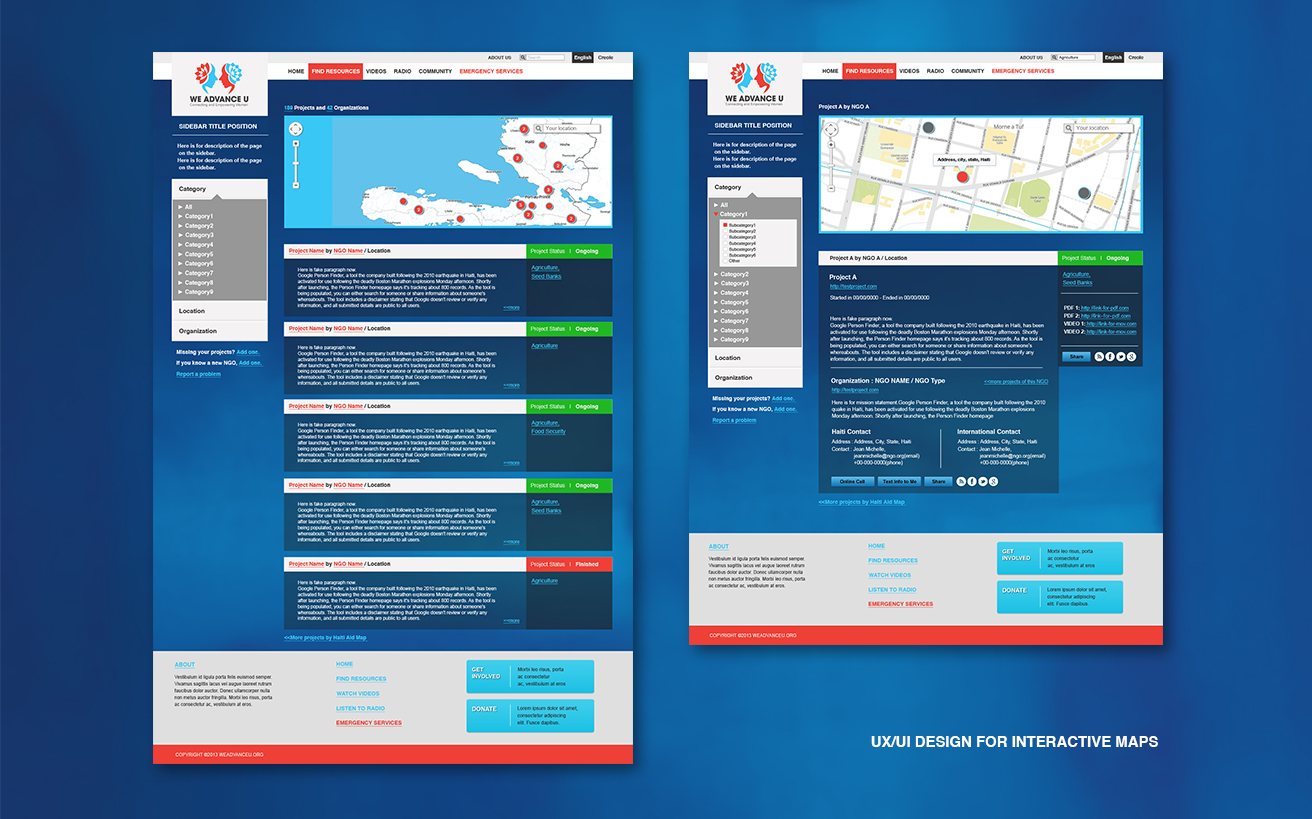 ABOUT US
Search
English
Creole
HOME
FIND RESOURCES
VIDEOS
RADIO
COMMUNITY
EMERGENCY SERVICES
WE ADVANCE U
Connecting and Empowering Women
189 Projects and 42 Organizations
SIDEBAR TITLE POSITION
Here is for description of the page
on the sidebar.
Here is for description of the page
on the sidebar.
Category
▶ All
▶ Category1
▶ Category2
▶ Category3
▶ Category4
▶ Category5
▶ Category6
▶ Category7
▶ Category8
▶ Category9
Location
Organization
Missing your projects? Add one.
If you know a new NGO, Add one.
Report a problem
Your location
Haiti
Port-au-Prince
Project Name by NGO Name / Location
Project Status | Ongoing
Here is fake paragraph now.
Google Person Finder, a tool the company built following the 2010 earthquake in Haiti, has been
activated for use following the deadly Boston Marathon explosions Monday afternoon. Shortly
after launching, the Person Finder homepage says it's tracking about 800 records. As the tool is
being populated, you can either search for someone or share information about someone's
whereabouts. The tool includes a disclaimer stating that Google doesn't review or verify any
information, and all submitted details are public to all users.
<<more
Agriculture,
Seed Banks
Project Name by NGO Name / Location
Project Status | Ongoing
Here is fake paragraph now.
Google Person Finder, a tool the company built following the 2010 earthquake in Haiti, has been
activated for use following the deadly Boston Marathon explosions Monday afternoon. Shortly
after launching, the Person Finder homepage says it's tracking about 800 records. As the tool is
being populated, you can either search for someone or share information about someone's
whereabouts. The tool includes a disclaimer stating that Google doesn't review or verify any
information, and all submitted details are public to all users.
<<more
Agriculture
Project Name by NGO Name / Location
Project Status | Ongoing
Here is fake paragraph now.
Google Person Finder, a tool the company built following the 2010 earthquake in Haiti, has been
activated for use following the deadly Boston Marathon explosions Monday afternoon. Shortly
after launching, the Person Finder homepage says it's tracking about 800 records. As the tool is
being populated, you can either search for someone or share information about someone's
whereabouts. The tool includes a disclaimer stating that Google doesn't review or verify any
information, and all submitted details are public to all users.
<<more
Agriculture,
Food Security
Project Name by NGO Name / Location
Project Status | Ongoing
Here is fake paragraph now.
Google Person Finder, a tool the company built following the 2010 earthquake in Haiti, has been
activated for use following the deadly Boston Marathon explosions Monday afternoon. Shortly
after launching, the Person Finder homepage says it's tracking about 800 records. As the tool is
being populated, you can either search for someone or share information about someone's
whereabouts. The tool includes a disclaimer stating that Google doesn't review or verify any
information, and all submitted details are public to all users.
<<more
Agriculture,
Seed Banks
Project Name by NGO Name / Location
Project Status | Finished
Here is fake paragraph now.
Google Person Finder, a tool the company built following the 2010 earthquake in Haiti, has been
activated for use following the deadly Boston Marathon explosions Monday afternoon. Shortly
after launching, the Person Finder homepage says it's tracking about 800 records. As the tool is
being populated, you can either search for someone or share information about someone's
whereabouts. The tool includes a disclaimer stating that Google doesn't review or verify any
information, and all submitted details are public to all users.
<<more
Agriculture
<<More projects by Haiti Aid Map
ABOUT
Vestibulum id ligula porta felis euismod semper.
Vivamus sagittis lacus vel augue laoreet rutrum
faucibus dolor auctor. Donec ullamcorper nulla
non metus auctor fringilla. Morbi leo risus, porta
ac consectetur ac, vestibulum at eros.
HOME
FIND RESOURCES
WATCH VIDEOS
LISTEN TO RADIO
EMERGENCY SERVICES
GET
INVOLVED
Morbi leo risus, porta
ac consectetur
ac, vestibulum at eros
DONATE
Lorem ipsum dolor sit amet,
consectetur adipiscing
elit. Fusce dapibus.
COPYRIGHT ©2013 WEADVANCEU.ORG
ABOUT US
Agriculture
English
Creole
HOME
FIND RESOURCES
VIDEOS
RADIO
COMMUNITY
EMERGENCY SERVICES
WE ADVANCE U
Connecting and Empowering Women
Project A by NGO A
SIDEBAR TITLE POSITION
Here is for description of the page
on the sidebar.
Here is for description of the page
on the sidebar.
Category
▶ All
▼ Category1
Subcategory1
Subcategory2
Subcategory3
Subcategory4
Subcategory5
Subcategory6
Other
▶ Category2
▶ Category3
▶ Category4
▶ Category5
▶ Category6
▶ Category7
▶ Category8
▶ Category9
Location
Organization
Missing your projects? Add one.
If you know a new NGO, Add one.
Report a problem
Morne a Tuf
Your location
Address, city, state, Haiti
Project A by NGO A / Location
Project Status | Ongoing
Project A
http://testproject.com
Started in 00/00/0000 - Ended in 00/00/0000
Here is fake paragraph now.
Google Person Finder, a tool the company built following the 2010 earthquake in Haiti, has been
activated for use following the deadly Boston Marathon explosions Monday afternoon. Shortly
after launching, the Person Finder homepage says it's tracking about 800 records. As the tool is
being populated, you can either search for someone or share information about someone's
whereabouts. The tool includes a disclaimer stating that Google doesn't review or verify any
information, and all submitted details are public to all users.
Agriculture,
Seed Banks
PDF 1: http://link-for-pdf.com
PDF 2: http://link-for-pdf.com
VIDEO 1: http://link-for-mov.com
VIDEO 2: http://link-for-mov.com
Share
Organization : NGO NAME / NGO Type
<<more projects of this NGO
http://testproject.com
Here is for mission statement.Google Person Finder, a tool the company built following the 2010
quake in Haiti, has been activated for use following the deadly Boston Marathon explosions
Monday afternoon. Shortly after launching, the Person Finder homepage
Haiti Contact
Address : Address, City, State, Haiti
Contact : Jean Michelle,
jeanmichelle@ngo.org(email)
+00-000-0000(phone)
International Contact
Address : Address, City, State, Haiti
Contact : Jean Michelle,
jeanmichelle@ngo.org(email)
+00-000-0000(phone)
Online Call
Text Info to Me
Share
<<More projects by Haiti Aid Map
ABOUT
Vestibulum id ligula porta felis euismod semper.
Vivamus sagittis lacus vel augue laoreet rutrum
faucibus dolor auctor. Donec ullamcorper nulla
non metus auctor fringilla. Morbi leo risus, porta
ac consectetur ac, vestibulum at eros.
HOME
FIND RESOURCES
WATCH VIDEOS
LISTEN TO RADIO
EMERGENCY SERVICES
GET
INVOLVED
Morbi leo risus, porta
ac consectetur
ac, vestibulum at eros
DONATE
Lorem ipsum dolor sit amet,
consectetur adipiscing
elit. Fusce dapibus.
COPYRIGHT ©2013 WEADVANCEU.ORG
UX/UI DESIGN FOR INTERACTIVE MAPS